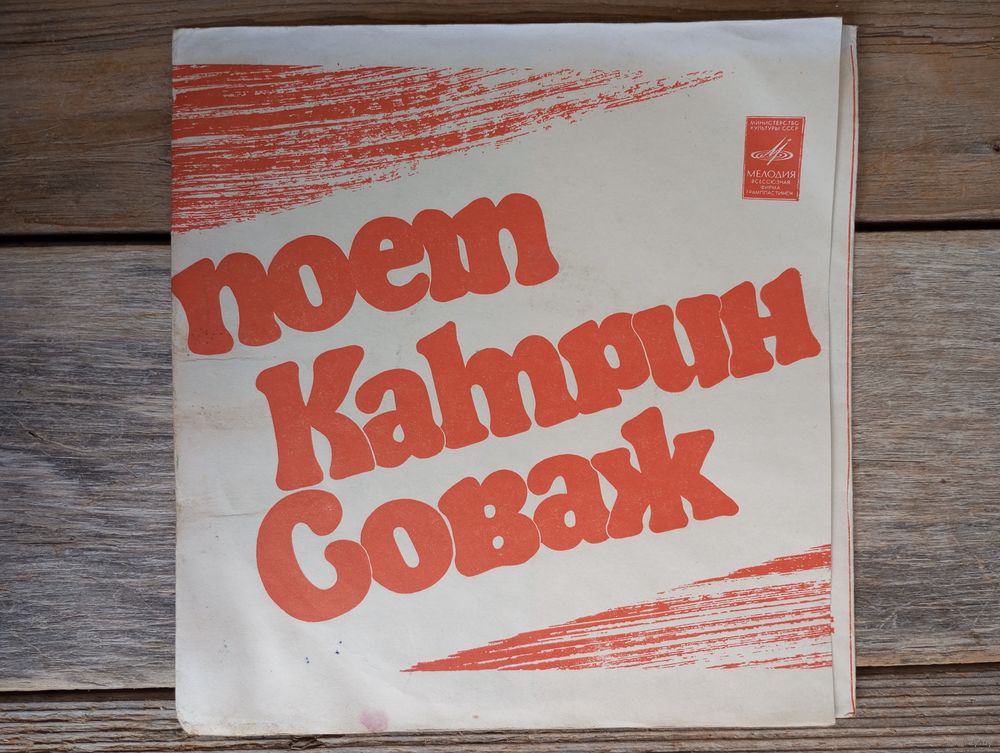 МИНИСТЕРСТВО
КУЛЬТУРЫ СССР
МЕЛОДИЯ
ВСЕСОЮЗНАЯ
ФИРМА
ГРАМПЛАСТИНОК
поет
Катрин
Соваж